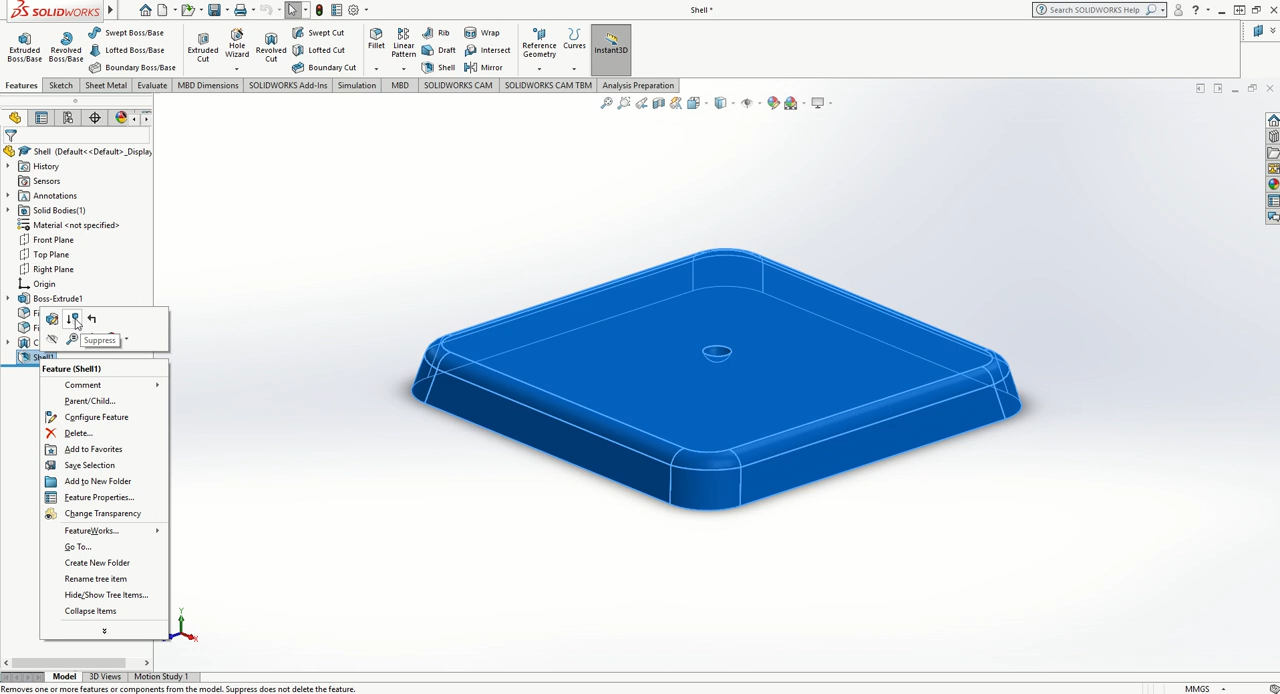 SOLIDWORKS
Shell *
Search SOLIDWORKS Help
Extruded Boss/Base
Revolved Boss/Base
Swept Boss/Base
Lofted Boss/Base
Boundary Boss/Base
Extruded Cut
Hole Wizard
Revolved Cut
Swept Cut
Lofted Cut
Boundary Cut
Fillet
Linear Pattern
Rib
Draft
Shell
Wrap
Intersect
Mirror
Reference Geometry
Curves
Instant3D
Features
Sketch
Sheet Metal
Evaluate
MBD Dimensions
SOLIDWORKS Add-Ins
Simulation
MBD
SOLIDWORKS CAM
SOLIDWORKS CAM TBM
Analysis Preparation
Shell (Default<<Default>_Display
History
Sensors
Annotations
Solid Bodies(1)
Material <not specified>
Front Plane
Top Plane
Right Plane
Origin
Boss-Extrude1
Suppress
Shell1
Feature (Shell1)
Comment
Parent/Child...
Configure Feature
Delete...
Add to Favorites
Save Selection
Add to New Folder
Feature Properties...
Change Transparency
FeatureWorks...
Go To...
Create New Folder
Rename tree item
Hide/Show Tree Items...
Collapse Items
Y
X
Model
3D Views
Motion Study 1
Removes one or more features or components from the model. Suppress does not delete the feature.
MMGS